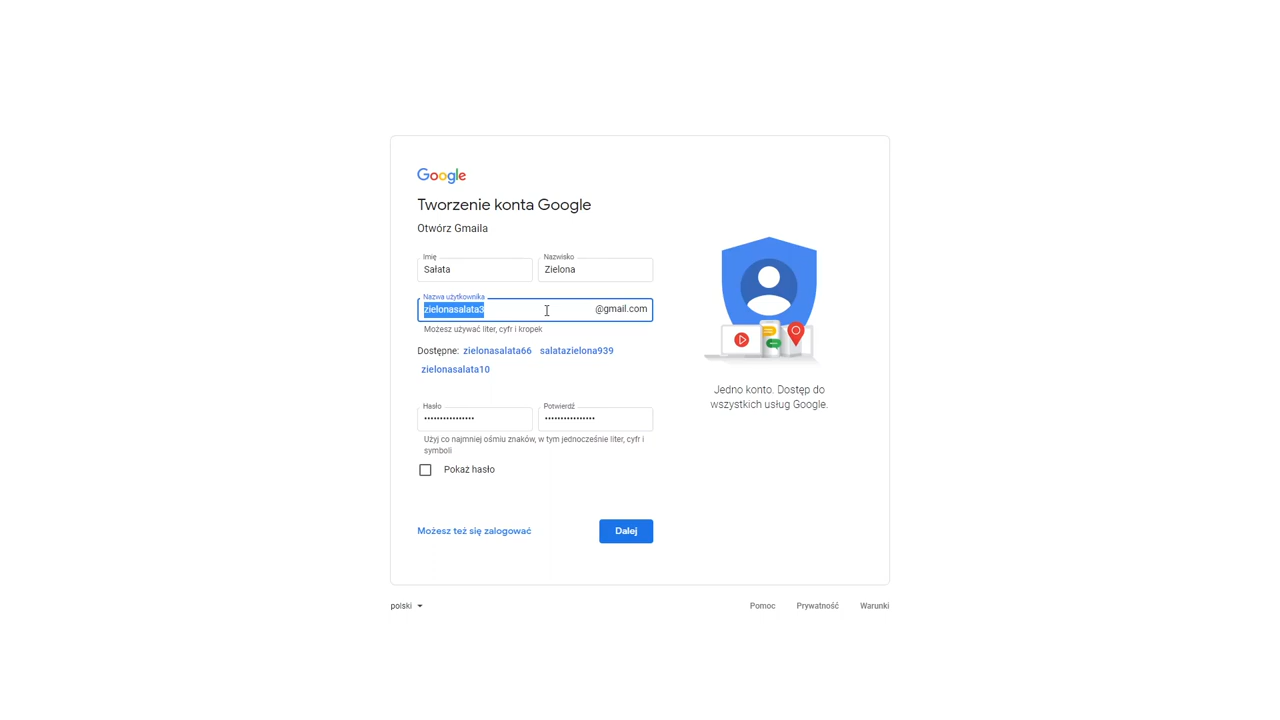 Google
Tworzenie konta Google
Otwórz Gmaila
Imię
Nazwisko
Sałata
Zielona
Nazwa użytkownika
zielonasalata3
@gmail.com
Możesz używać liter, cyfr i kropek
Dostępne: zielonasalata66 salatazielona939
zielonasalata10
Hasło
Potwierdź
••••••••••••••••
••••••••••••••••
Użyj co najmniej ośmiu znaków, w tym jednocześnie liter, cyfr i
symboli
Pokaż hasło
Możesz też się zalogować
Dalej
Jedno konto. Dostęp do
wszystkich usług Google.
polski
Pomoc
Prywatność
Warunki